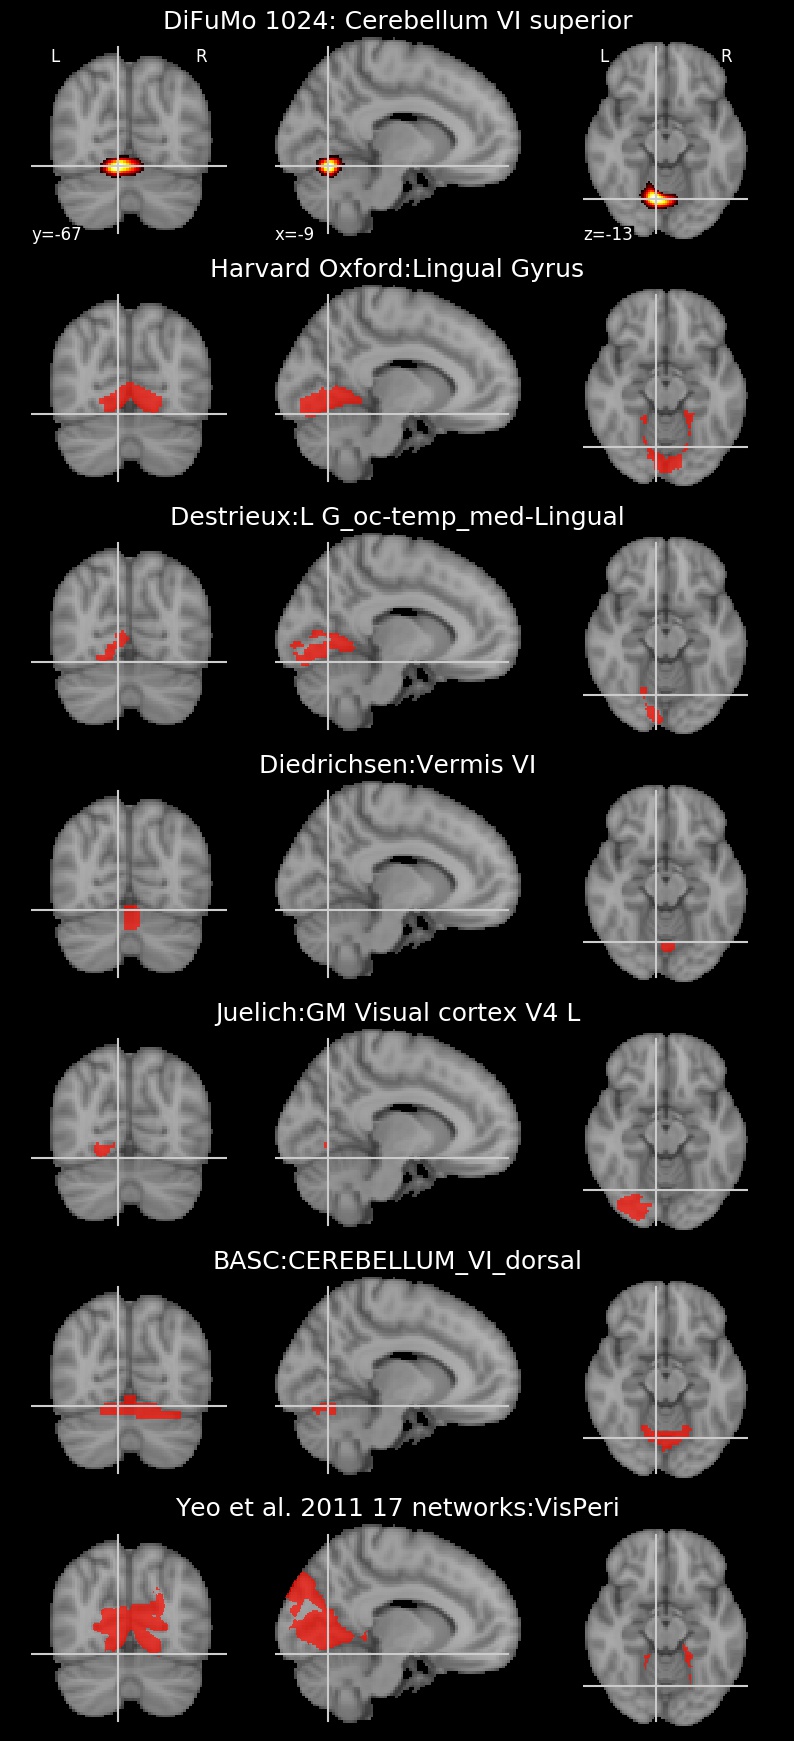 DiFuMo 1024: Cerebellum VI superior
L R L R
y=-67 x=-9 z=-13
Harvard Oxford:Lingual Gyrus
Destrieux:L G_oc-temp_med-Lingual
Diedrichsen:Vermis VI
Juelich:GM Visual cortex V4 L
BASC:CEREBELLUM_VI_dorsal
Yeo et al. 2011 17 networks:VisPeri